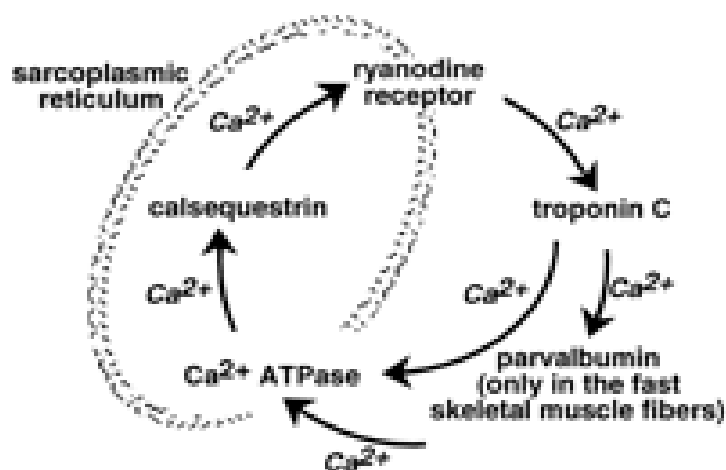 sarcoplasmic
reticulum
ryanodine
receptor
Ca2+
Ca2+
calsequestrin
troponin C
Ca2+
Ca2+
Ca2+
Ca2+ ATPase
parvalbumin
(only in the fast
skeletal muscle fibers)
Ca2+